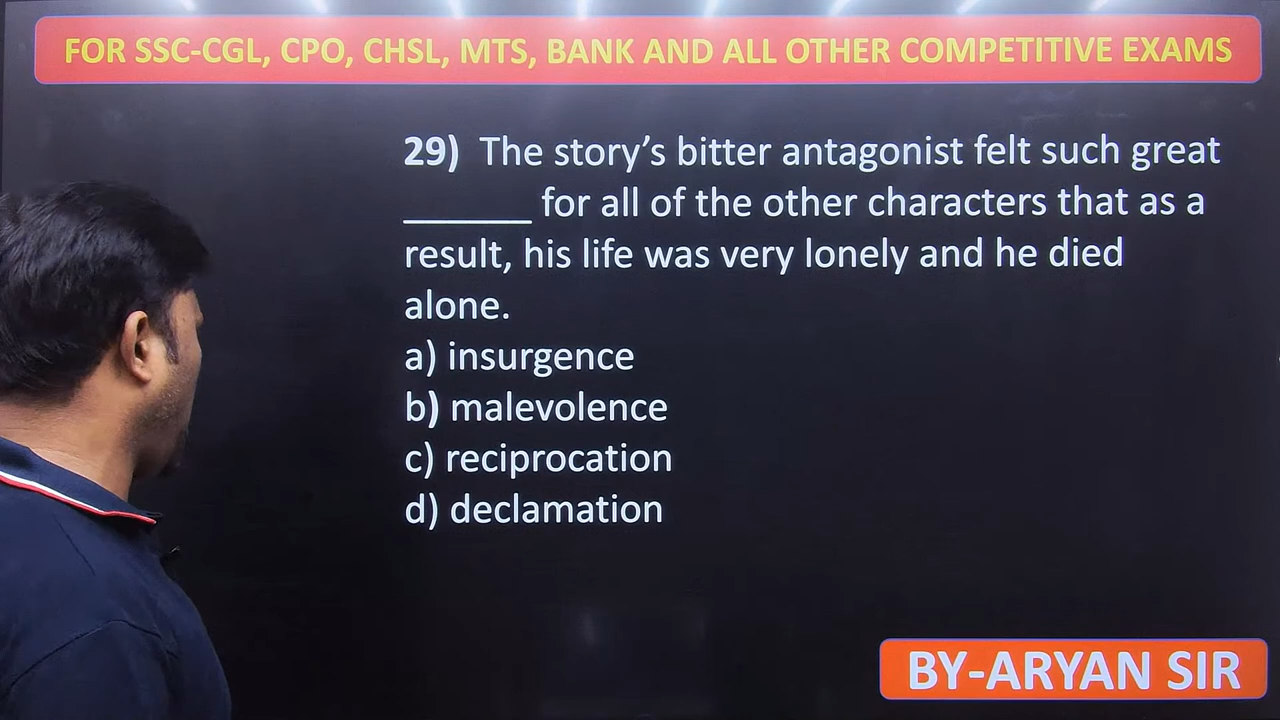 FOR SSC-CGL, CPO, CHSL, MTS, BANK AND ALL OTHER COMPETITIVE EXAMS
29) The story’s bitter antagonist felt such great
______ for all of the other characters that as a
result, his life was very lonely and he died
alone.
a) insurgence
b) malevolence
c) reciprocation
d) declamation
BY-ARYAN SIR